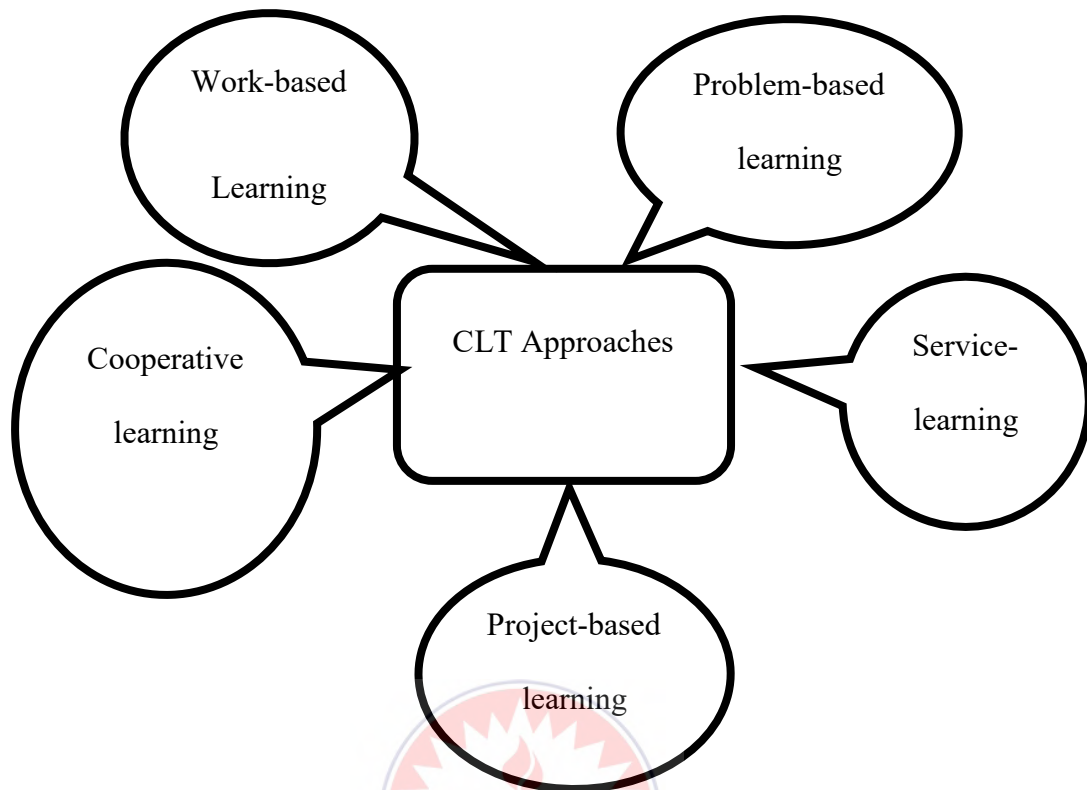 Work-based
Learning
Problem-based
learning
Cooperative
learning
CLT Approaches
Service-
learning
Project-based
learning